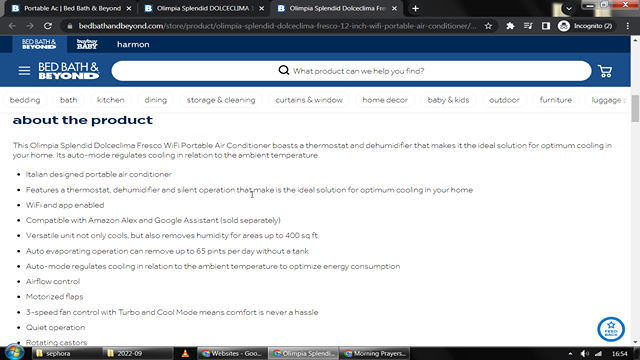 Portable Ac | Bed Bath & Beyond
Olimpia Splendid DOLCECLIMA
Olimpia Splendid Dolceclima Fres
bedbathandbeyond.com/store/product/olimpia-splendid-dolceclima-fresco-12-inch-wifi-portable-air-conditioner/...
Incognito (2)
BED BATH &
BEYOND
buybuy
BABY
harmon
BED BATH &
BEYOND
What product can we help you find?
bedding
bath
kitchen
dining
storage & cleaning
curtains & window
home decor
baby & kids
outdoor
furniture
luggage
about the product
This Olimpia Splendid Dolceclima Fresco WiFi Portable Air Conditioner boasts a thermostat and dehumidifier that makes it the ideal solution for optimum cooling in
your home. Its auto-mode regulates cooling in relation to the ambient temperature.
• Italian designed portable air conditioner
• Features a thermostat, dehumidifier and silent operation that make is the ideal solution for optimum cooling in your home
• WiFi and app enabled
• Compatible with Amazon Alex and Google Assistant (sold separately)
• Versatile unit not only cools, but also removes humidity for areas up to 400 sq ft.
• Auto evaporating operation can remove up to 65 pints per day without a tank
• Auto-mode regulates cooling in relation to the ambient temperature to optimize energy consumption
• Airflow control
• Motorized flaps
• 3-speed fan control with Turbo and Cool Mode means comfort is never a hassle
• Quiet operation
• Rotating castors
FEED
BACK
sephora
2022-09
Websites - Goo...
Olimpia Splendi...
Morning Prayers...
16:54